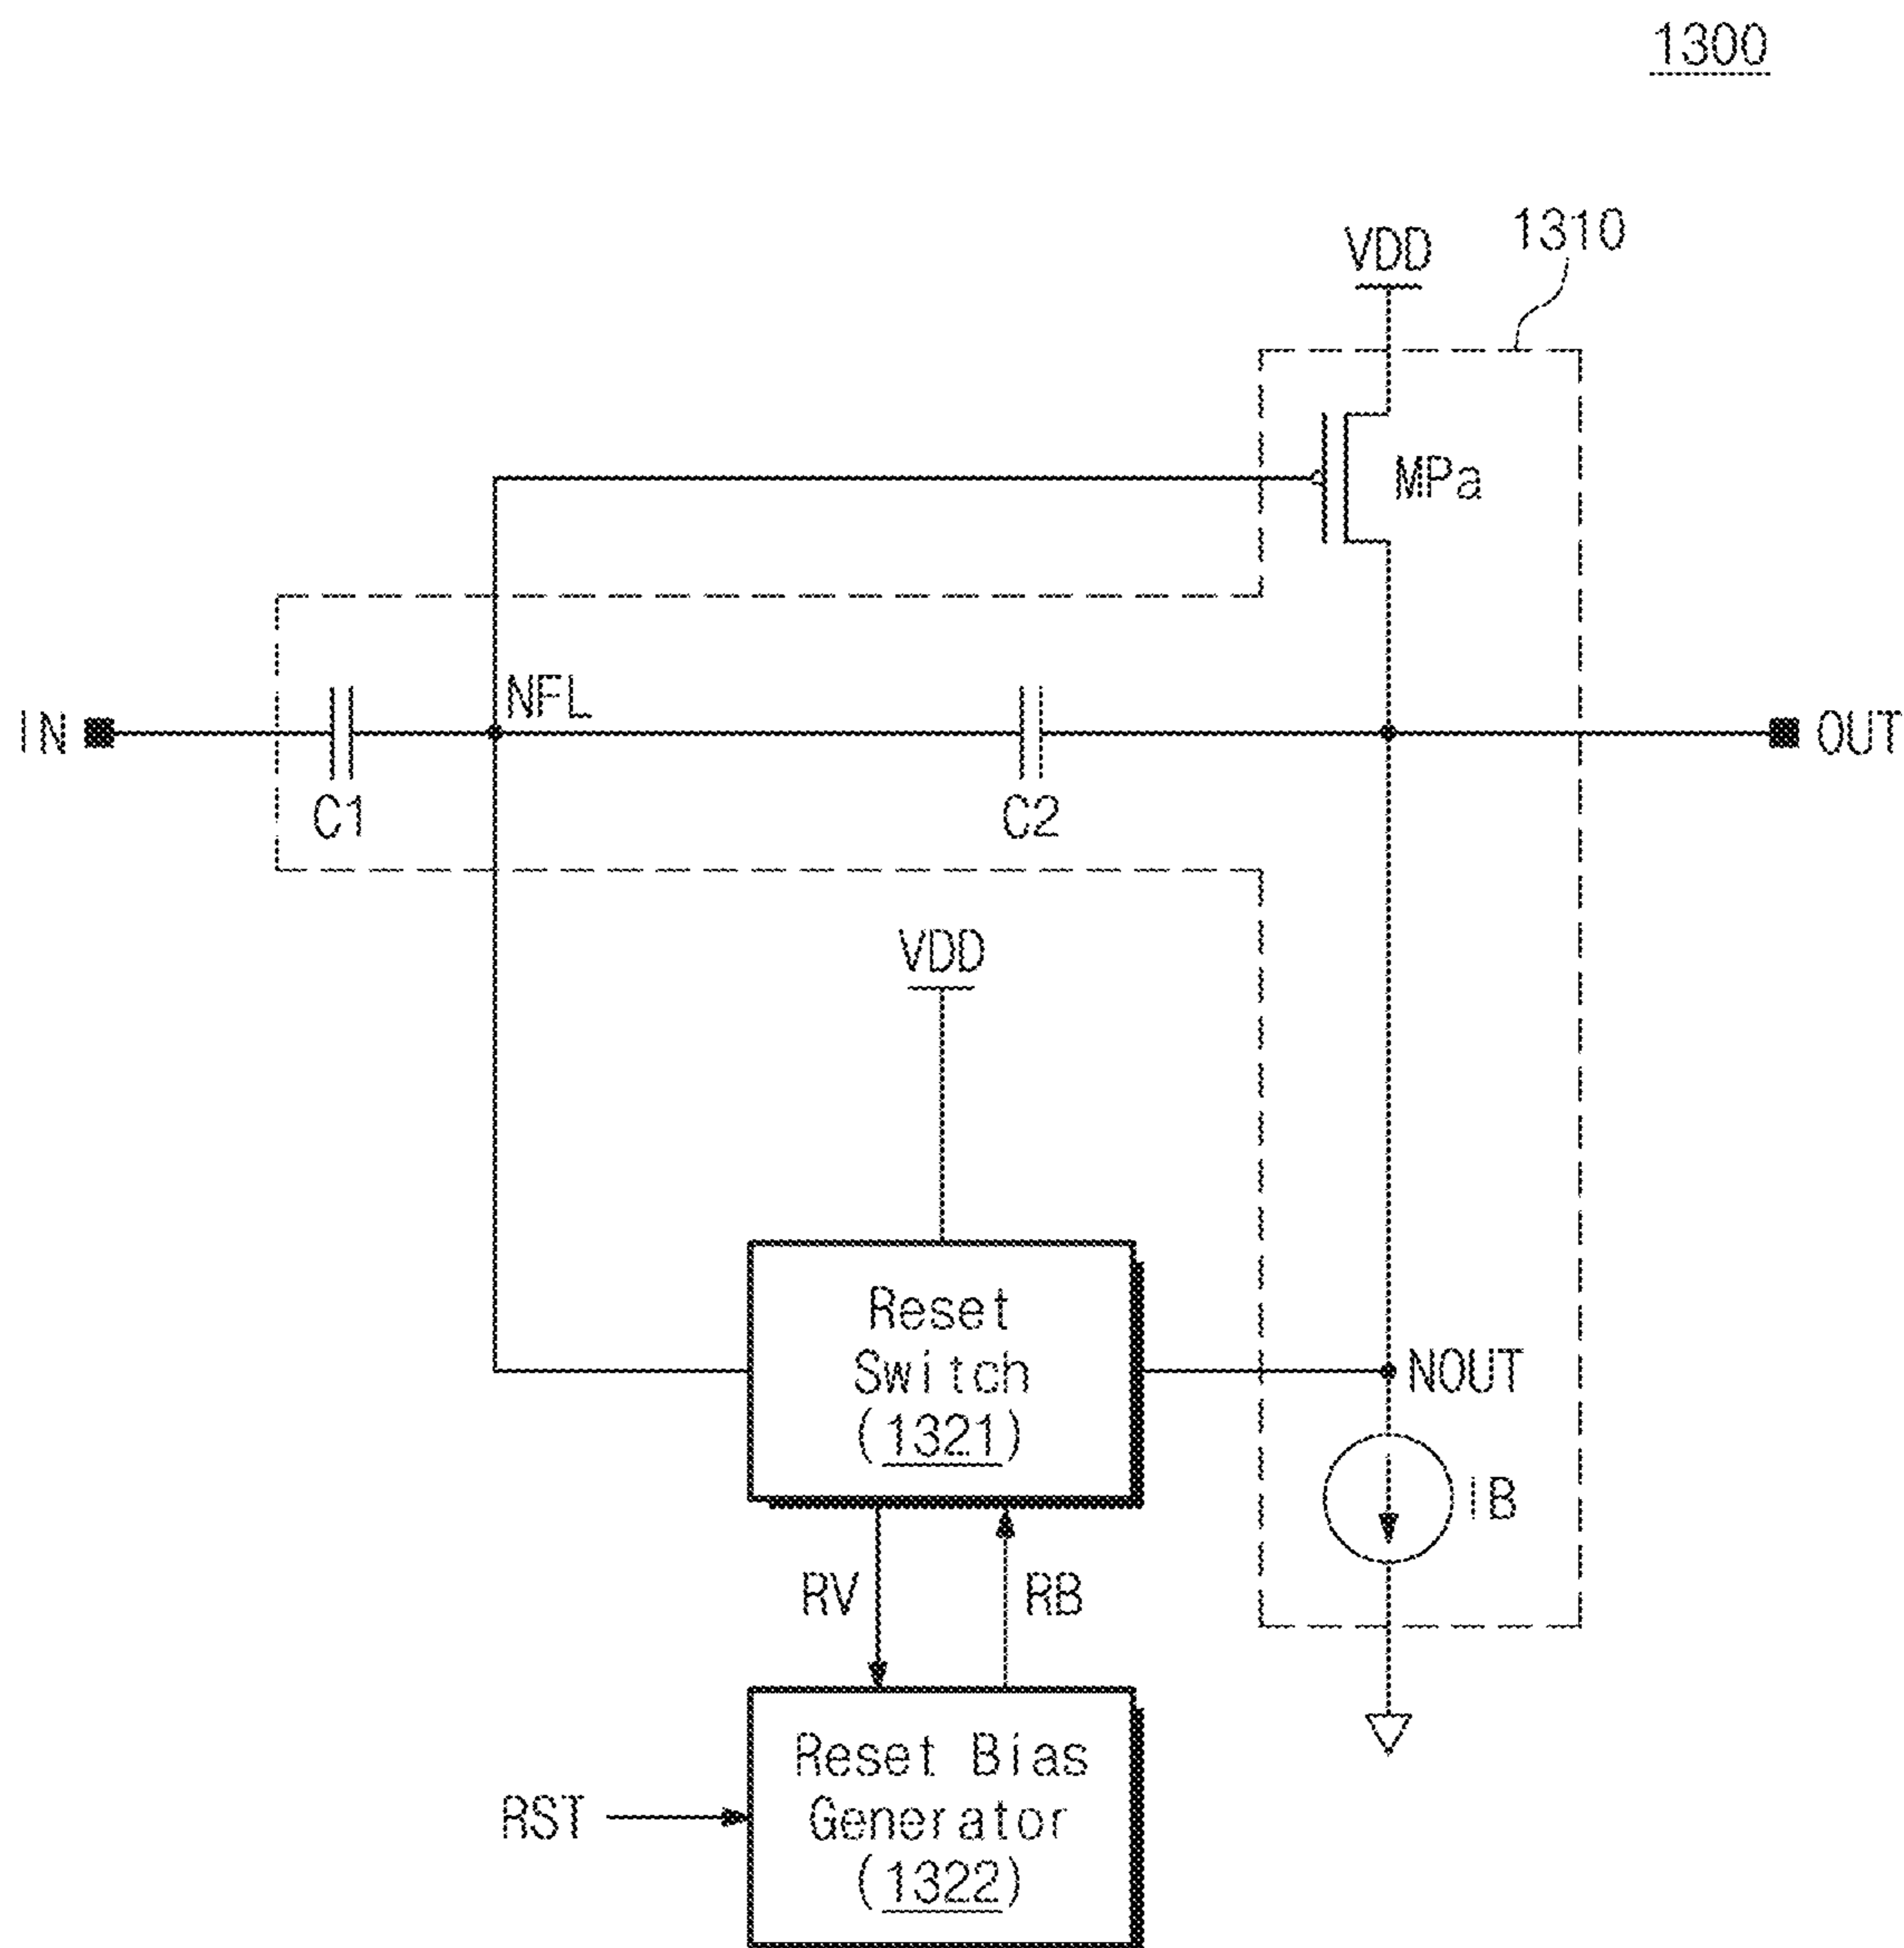 1300
1310
VDD
MPa
NFL
IN
OUT
C1
C2
VDD
Reset
Switch
(1321)
NOUT
IB
RV
RB
Reset Bias
Generator
(1322)
RST